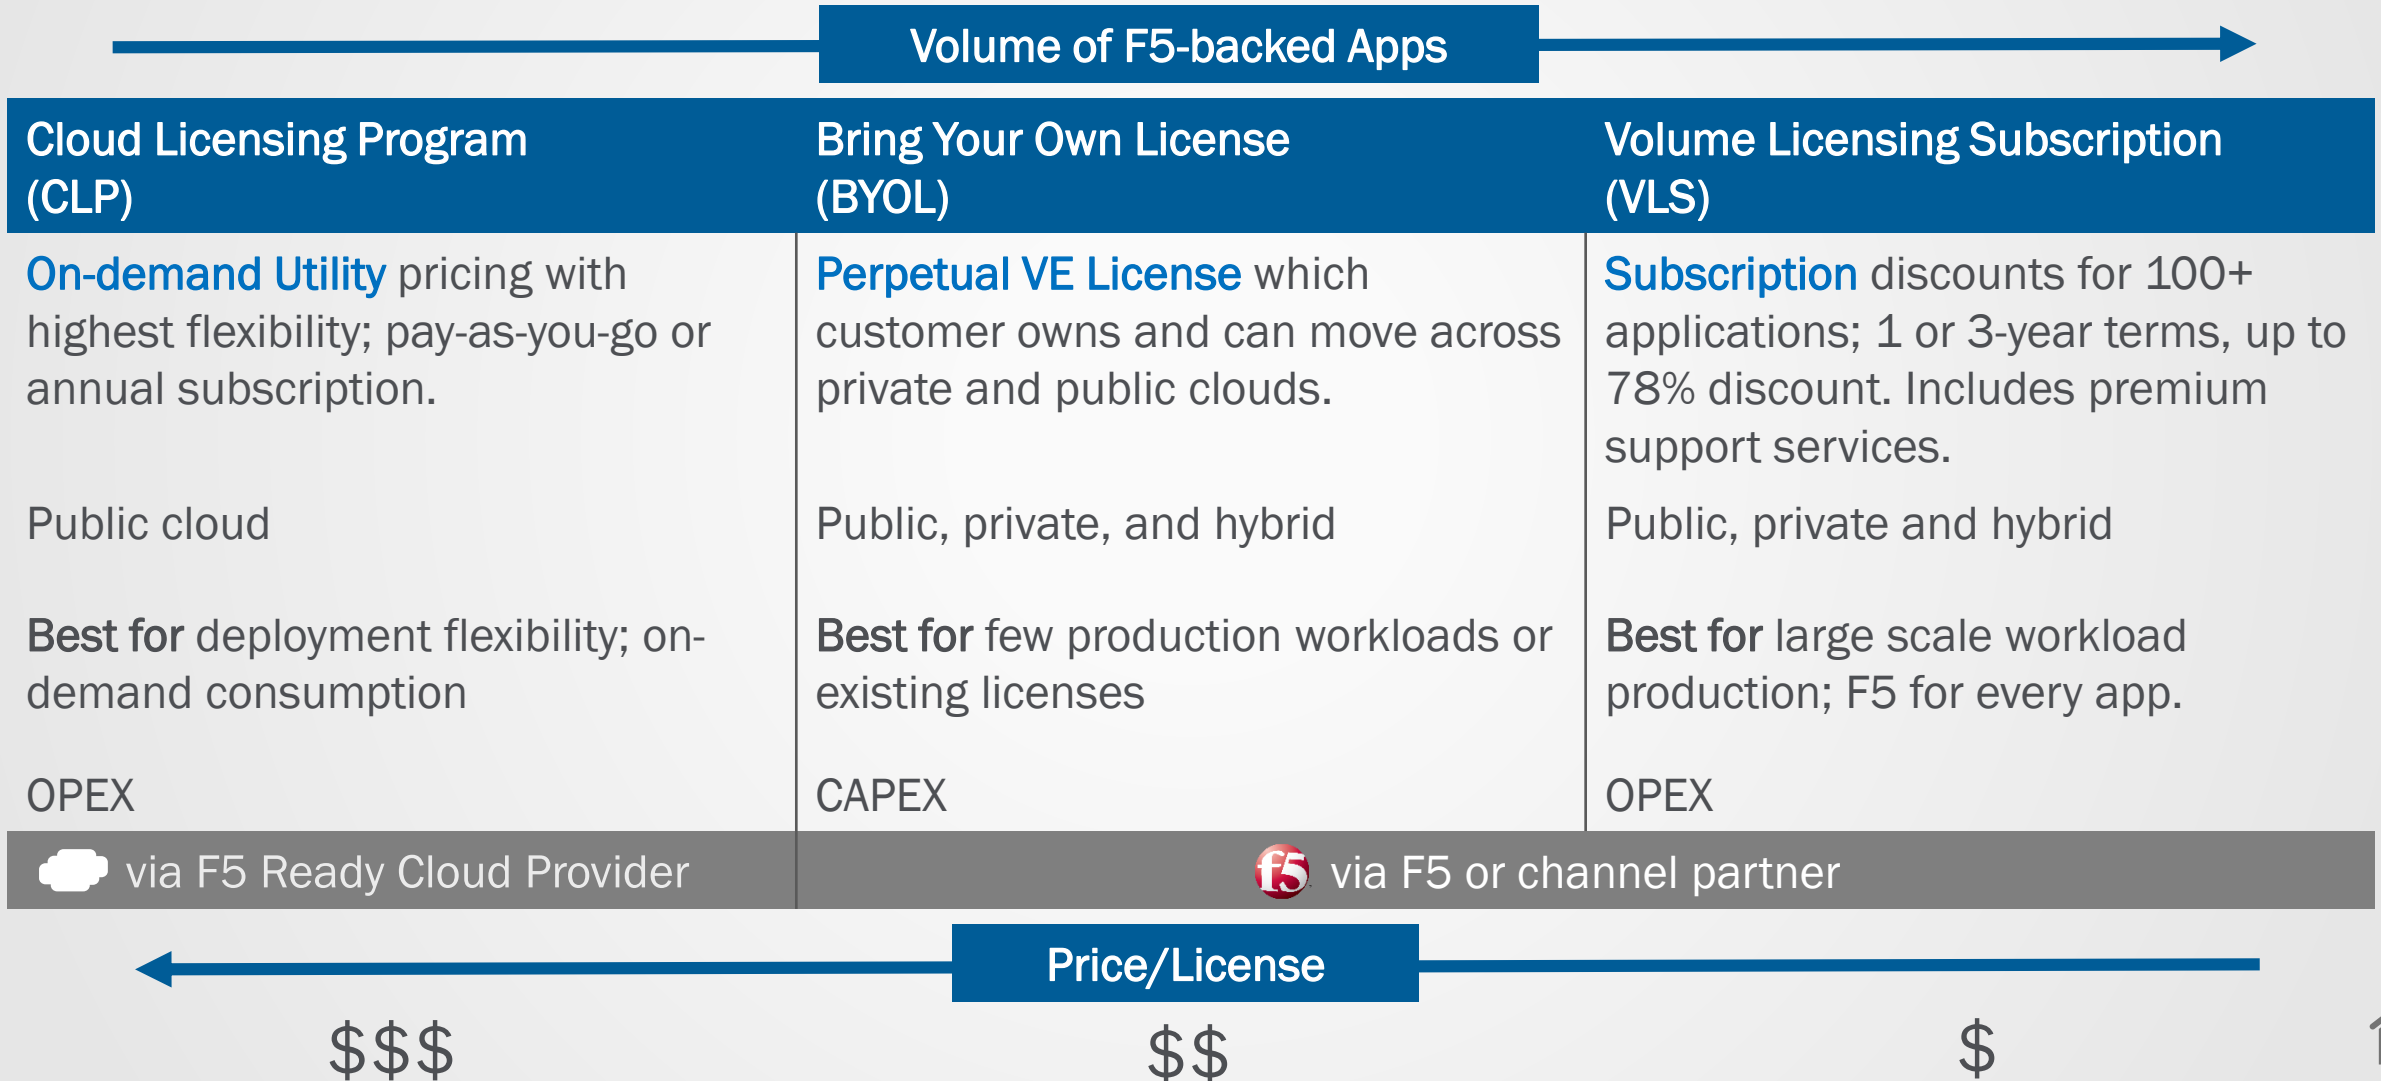 Volume of F5-backed Apps
Cloud Licensing Program
(CLP)
Bring Your Own License
(BYOL)
Volume Licensing Subscription
(VLS)
On-demand Utility pricing with
highest flexibility; pay-as-you-go or
annual subscription.
Perpetual VE License which
customer owns and can move across
private and public clouds.
Subscription discounts for 100+
applications; 1 or 3-year terms, up to
78% discount. Includes premium
support services.
Public cloud
Public, private, and hybrid
Public, private and hybrid
Best for deployment flexibility; on-
demand consumption
Best for few production workloads or
existing licenses
Best for large scale workload
production; F5 for every app.
OPEX
CAPEX
OPEX
via F5 Ready Cloud Provider
f5 via F5 or channel partner
Price/License
$$$
$$
$